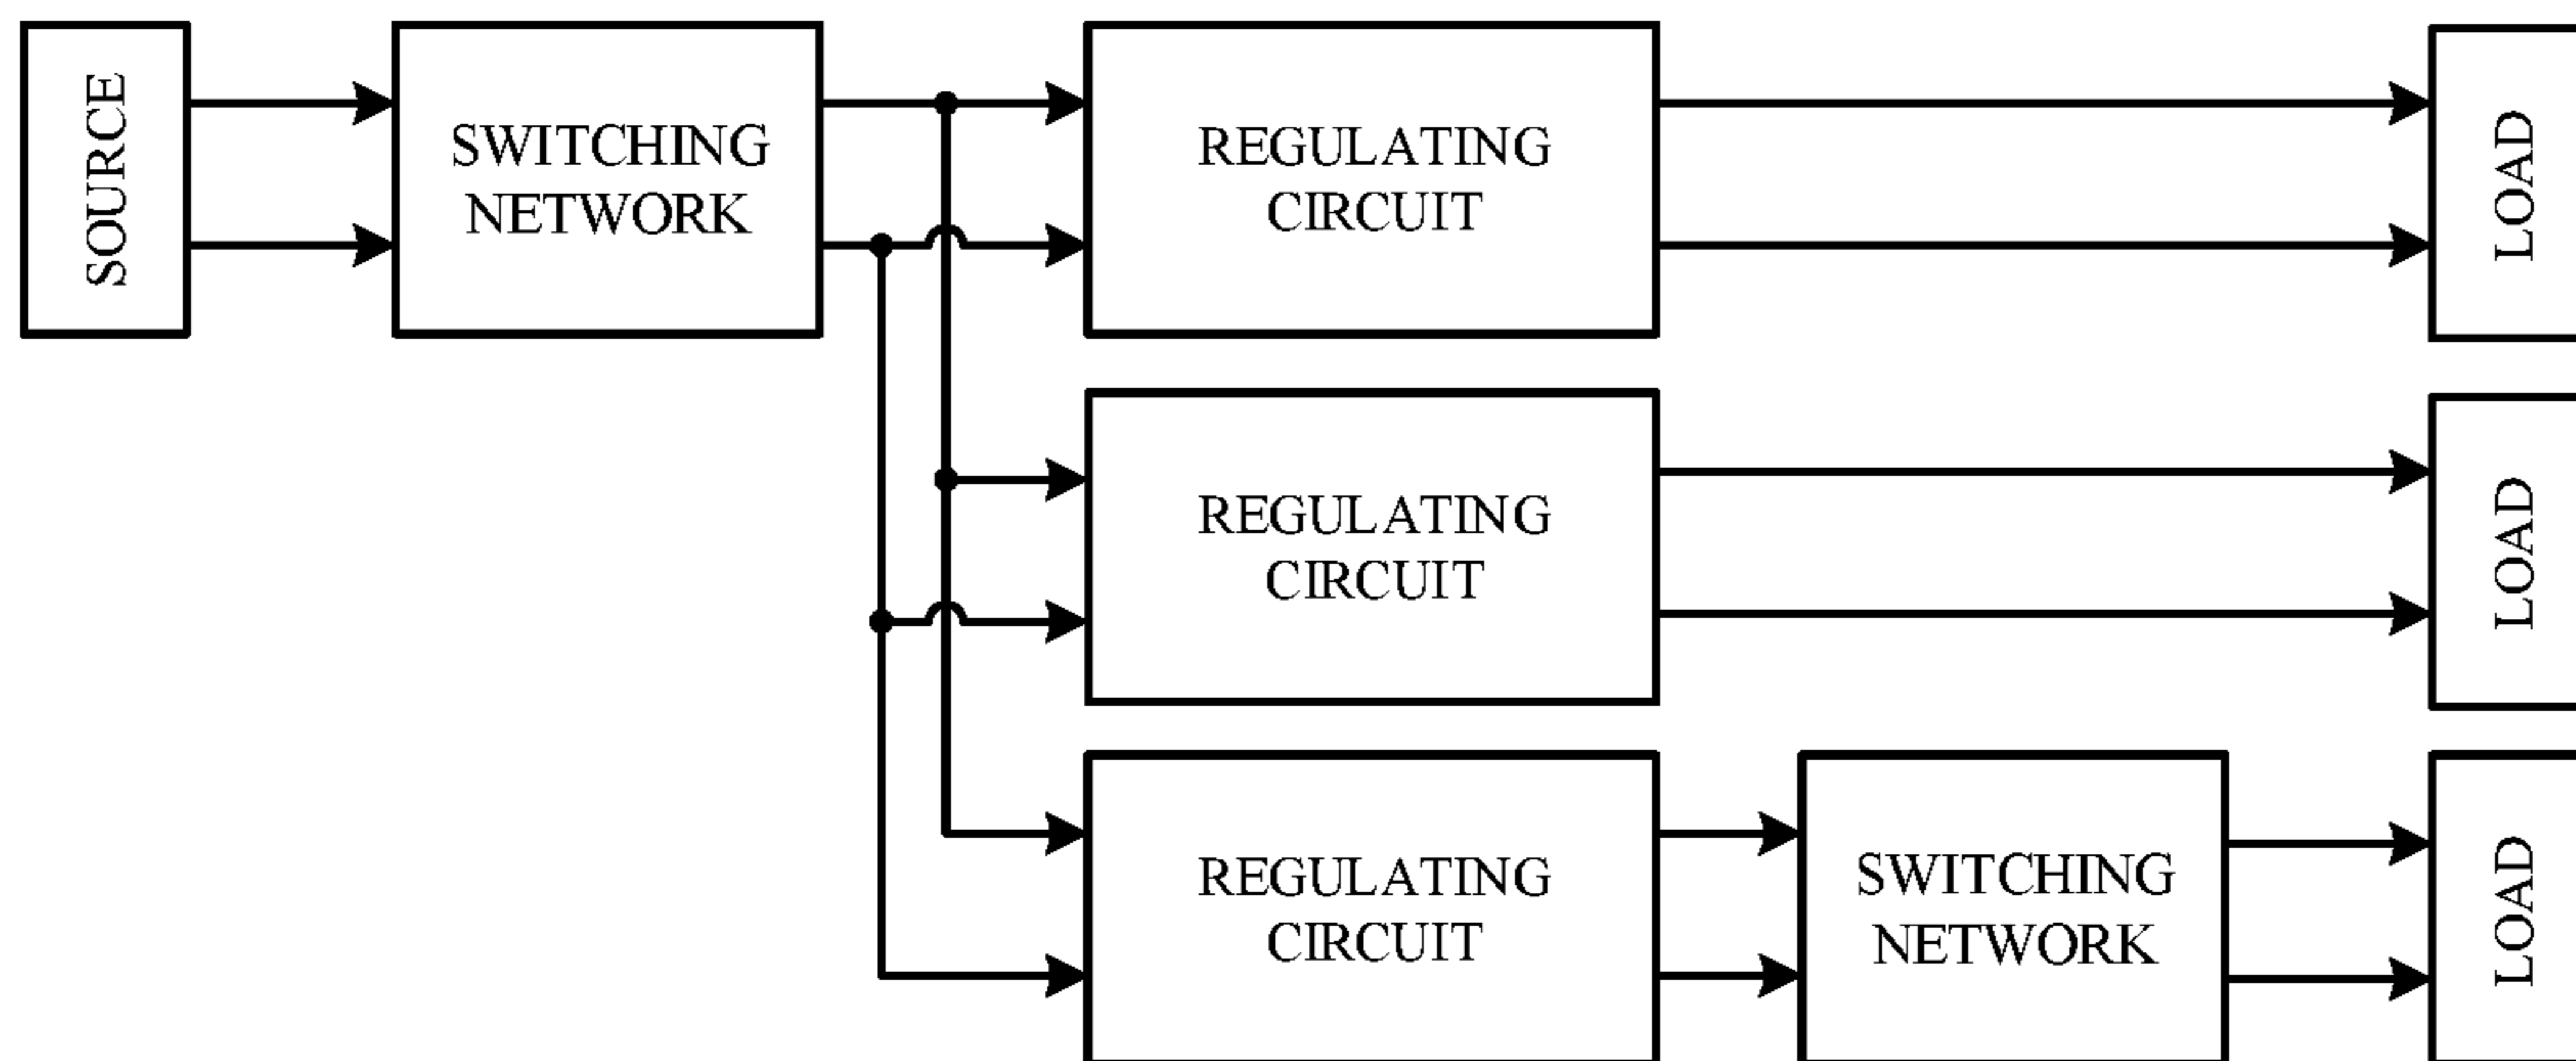 SOURCE
SWITCHING
NETWORK
REGULATING
CIRCUIT
LOAD
REGULATING
CIRCUIT
LOAD
REGULATING
CIRCUIT
SWITCHING
NETWORK
LOAD